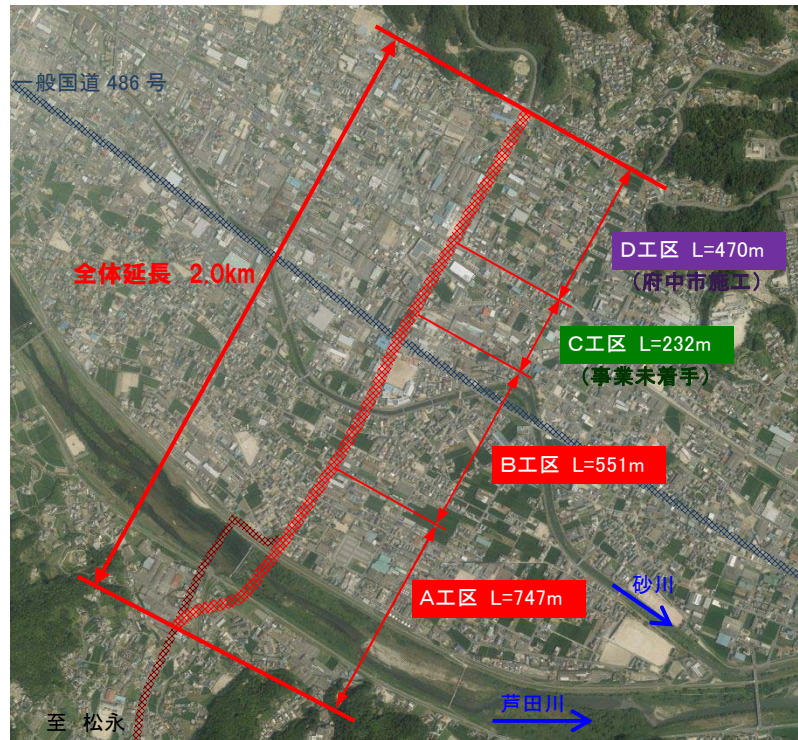 一般国道 486 号
全体延長 2.0km
D工区 L=470m
（府中市施工）
C工区 L=232m
（事業未着手）
B工区 L=551m
A工区 L=747m
砂川
芦田川
至 松永